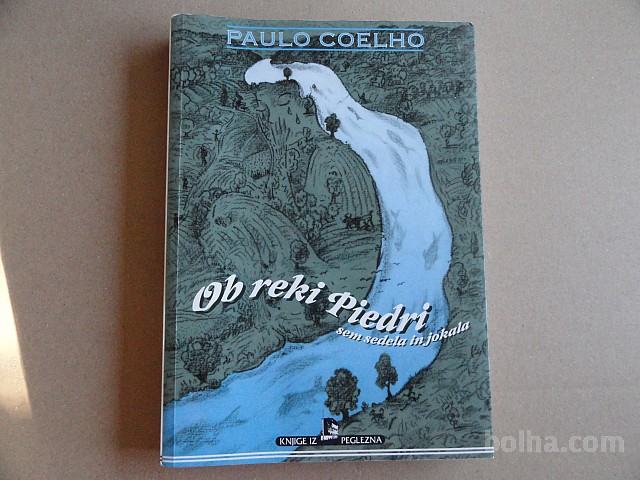 PAULO COELHO
Ob reki Piedri
sem sedela in jokala
KNJIGE IZ PEGLEZNA
bolha.com